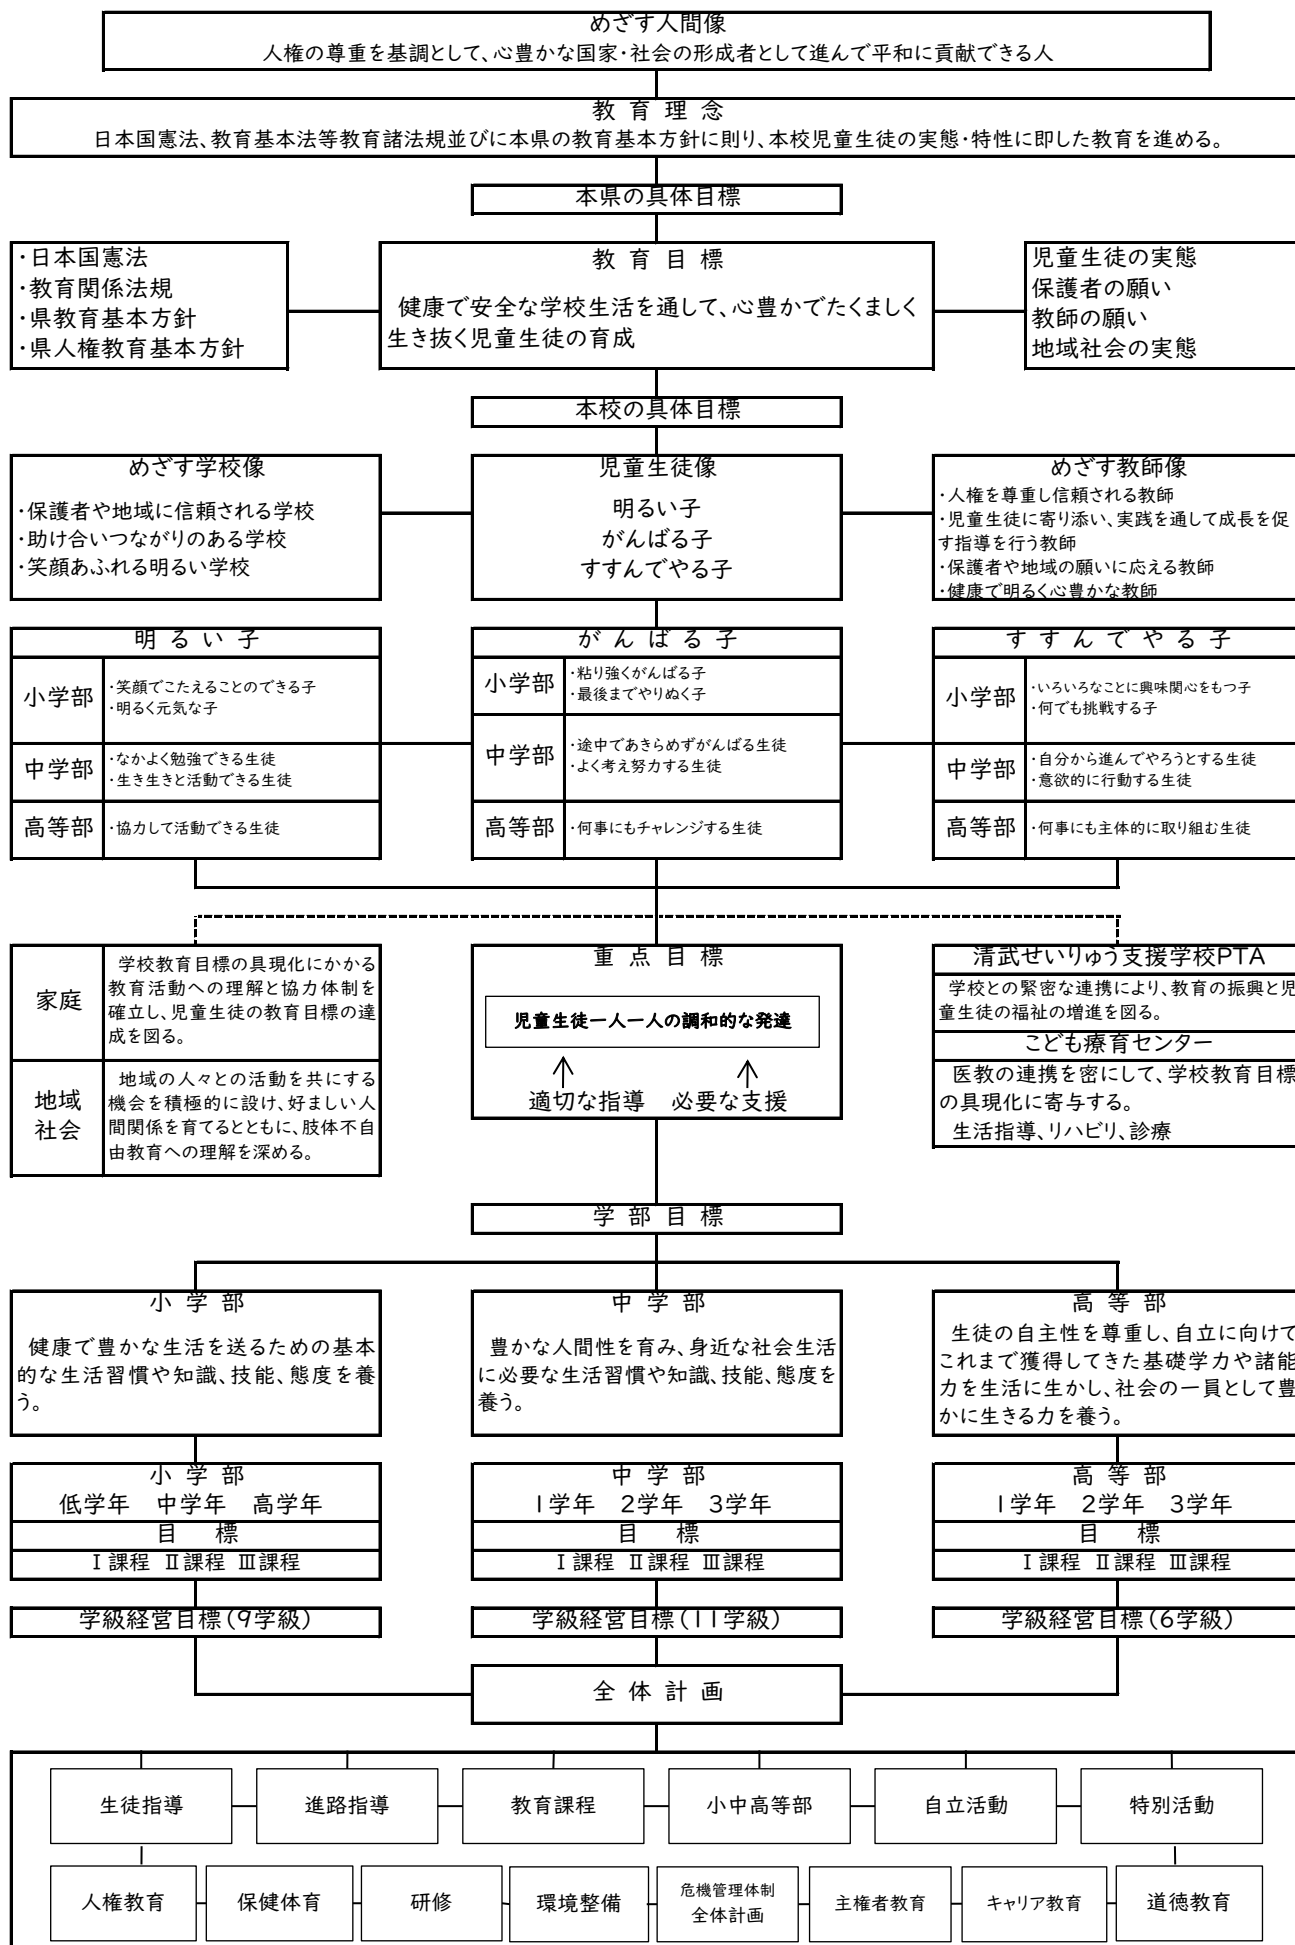 めざす人間像
人権の尊重を基調として、心豊かな国家・社会の形成者として進んで平和に貢献できる人
教 育 理 念
日本国憲法、教育基本法等教育諸法規並びに本県の教育基本方針に則り、本校児童生徒の実態・特性に即した教育を進める。
本県の具体目標
・日本国憲法
・教育関係法規
・県教育基本方針
・県人権教育基本方針
教 育 目 標
健康で安全な学校生活を通して、心豊かでたくましく
生き抜く児童生徒の育成
児童生徒の実態
保護者の願い
教師の願い
地域社会の実態
本校の具体目標
めざす学校像
・保護者や地域に信頼される学校
・助け合いつながりのある学校
・笑顔あふれる明るい学校
児童生徒像
明るい子
がんばる子
すすんでやる子
めざす教師像
・人権を尊重し信頼される教師
・児童生徒に寄り添い、実践を通して成長を促
す指導を行う教師
・保護者や地域の願いに応える教師
・健康で明るく心豊かな教師
明 る い 子
小学部
・笑顔でこたえることのできる子
・明るく元気な子
中学部
・なかよく勉強できる生徒
・生き生きと活動できる生徒
高等部
・協力して活動できる生徒
が ん ば る 子
小学部
・粘り強くがんばる子
・最後までやりぬく子
中学部
・途中であきらめずがんばる生徒
・よく考え努力する生徒
高等部
・何事にもチャレンジする生徒
す す ん で や る 子
小学部
・いろいろなことに興味関心をもつ子
・何でも挑戦する子
中学部
・自分から進んでやろうとする生徒
・意欲的に行動する生徒
高等部
・何事にも主体的に取り組む生徒
家庭
学校教育目標の具現化にかかる
教育活動への理解と協力体制を
確立し、児童生徒の教育目標の達
成を図る。
地域
社会
地域の人々との活動を共にする
機会を積極的に設け、好ましい人
間関係を育てるとともに、肢体不自
由教育への理解を深める。
重 点 目 標
児童生徒一人一人の調和的な発達
適切な指導 必要な支援
清武せいりゅう支援学校PTA
学校との緊密な連携により、教育の振興と児
童生徒の福祉の増進を図る。
こども療育センター
医教の連携を密にして、学校教育目標
の具現化に寄与する。
生活指導、リハビリ、診療
学 部 目 標
小 学 部
健康で豊かな生活を送るための基本
的な生活習慣や知識、技能、態度を養
う。
中 学 部
豊かな人間性を育み、身近な社会生活
に必要な生活習慣や知識、技能、態度を
養う。
高 等 部
生徒の自主性を尊重し、自立に向けて
これまで獲得してきた基礎学力や諸能
力を生活に生かし、社会の一員として豊
かに生きる力を養う。
小 学 部
低学年 中学年 高学年
目 標
Ⅰ課程 Ⅱ課程 Ⅲ課程
中 学 部
1学年 2学年 3学年
目 標
Ⅰ課程 Ⅱ課程 Ⅲ課程
高 等 部
1学年 2学年 3学年
目 標
Ⅰ課程 Ⅱ課程 Ⅲ課程
学級経営目標(9学級)
学級経営目標(11学級)
学級経営目標(6学級)
全 体 計 画
生徒指導
進路指導
教育課程
小中高等部
自立活動
特別活動
人権教育
保健体育
研修
環境整備
危機管理体制
全体計画
主権者教育
キャリア教育
道徳教育